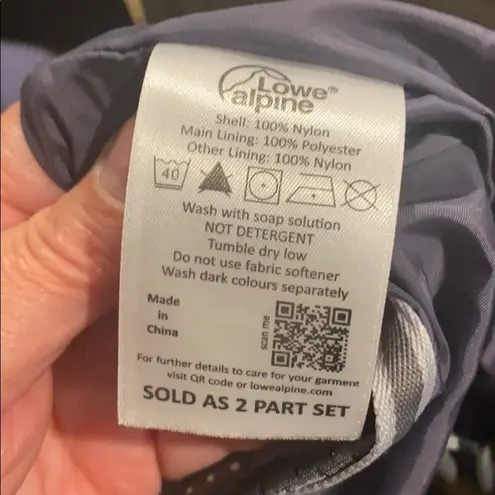 Lowe®
alpine
Shell: 100% Nylon
Main Lining: 100% Polyester
Other Lining: 100% Nylon
40
Wash with soap solution
NOT DETERGENT
Tumble dry low
Do not use fabric softener
Wash dark colours separately
Made
in
China
scan me
For further details to care for your garment
visit QR code or lowealpine.com
SOLD AS 2 PART SET